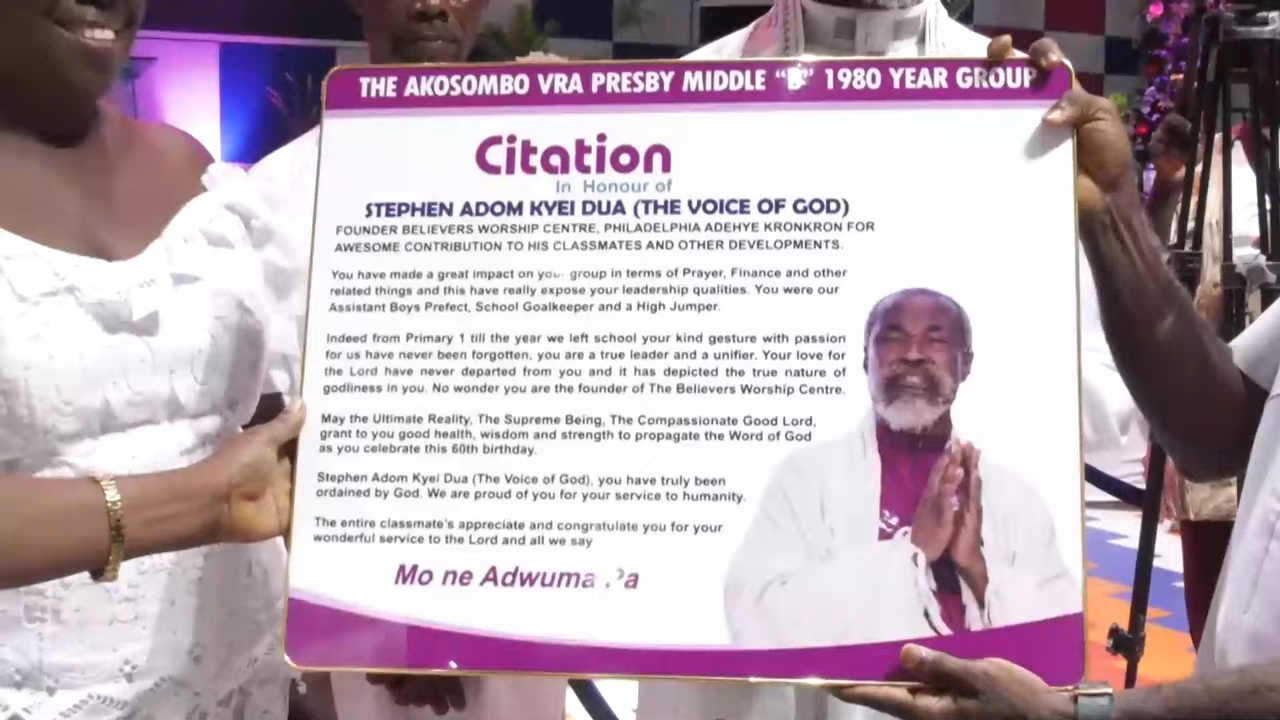 THE AKOSOMBO VRA PRESBY MIDDLE “B” 1980 YEAR GROUP
Citation
In Honour of
STEPHEN ADOM KYEI DUA (THE VOICE OF GOD)
FOUNDER BELIEVERS WORSHIP CENTRE, PHILADELPHIA ADEHYE KRONKRON FOR
AWESOME CONTRIBUTION TO HIS CLASSMATES AND OTHER DEVELOPMENTS.
You have made a great impact on your group in terms of Prayer, Finance and other
related things and this have really expose your leadership qualities. You were our
Assistant Boys Prefect, School Goalkeeper and a High Jumper.
Indeed from Primary 1 till the year we left school your kind gesture with passion
for us have never been forgotten, you are a true leader and a unifier. Your love for
the Lord have never departed from you and it has depicted the true nature of
godliness in you. No wonder you are the founder of The Believers Worship Centre.
May the Ultimate Reality, The Supreme Being, The Compassionate Good Lord,
grant to you good health, wisdom and strength to propagate the Word of God
as you celebrate this 60th birthday.
Stephen Adom Kyei Dua (The Voice of God), you have truly been
ordained by God. We are proud of you for your service to humanity.
The entire classmate's appreciate and congratulate you for your
wonderful service to the Lord and all we say
Mo ne Adwuma Pa